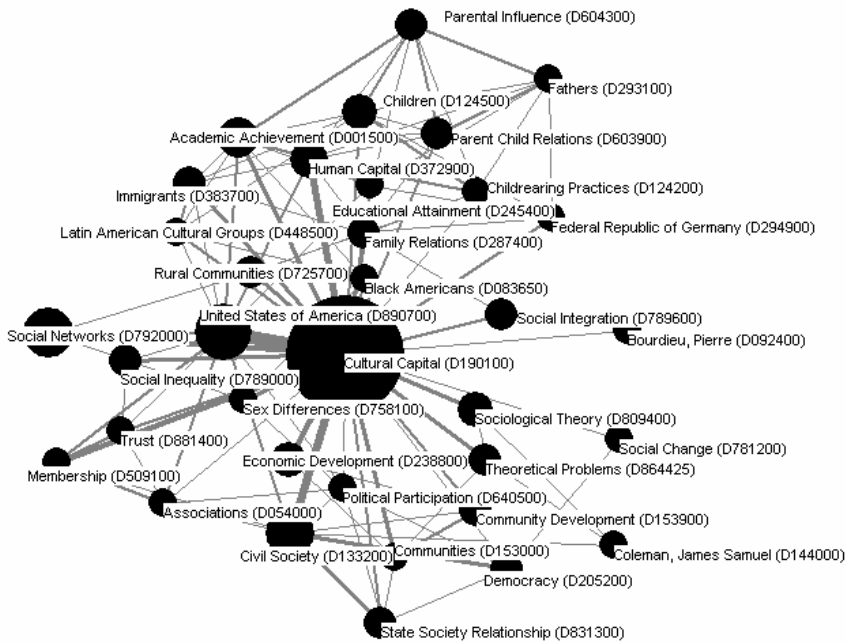 Parental Influence (D604300)
Fathers (D293100)
Children (D124500)
Academic Achievement (D001500)
Parent Child Relations (D603900)
Human Capital (D372900)
Immigrants (D383700)
Childrearing Practices (D124200)
Educational Attainment (D245400)
Federal Republic of Germany (D294900)
Latin American Cultural Groups (D448500)
Family Relations (D287400)
Rural Communities (D725700)
Black Americans (D083650)
United States of America (D890700)
Social Integration (D789600)
Social Networks (D792000)
Bourdieu, Pierre (D092400)
Cultural Capital (D190100)
Social Inequality (D789000)
Sex Differences (D758100)
Sociological Theory (D809400)
Trust (D881400)
Social Change (D781200)
Economic Development (D238800)
Theoretical Problems (D864425)
Membership (D509100)
Political Participation (D640500)
Associations (D054000)
Community Development (D153900)
Civil Society (D133200)
Communities (D153000)
Coleman, James Samuel (D144000)
Democracy (D205200)
State Society Relationship (D831300)